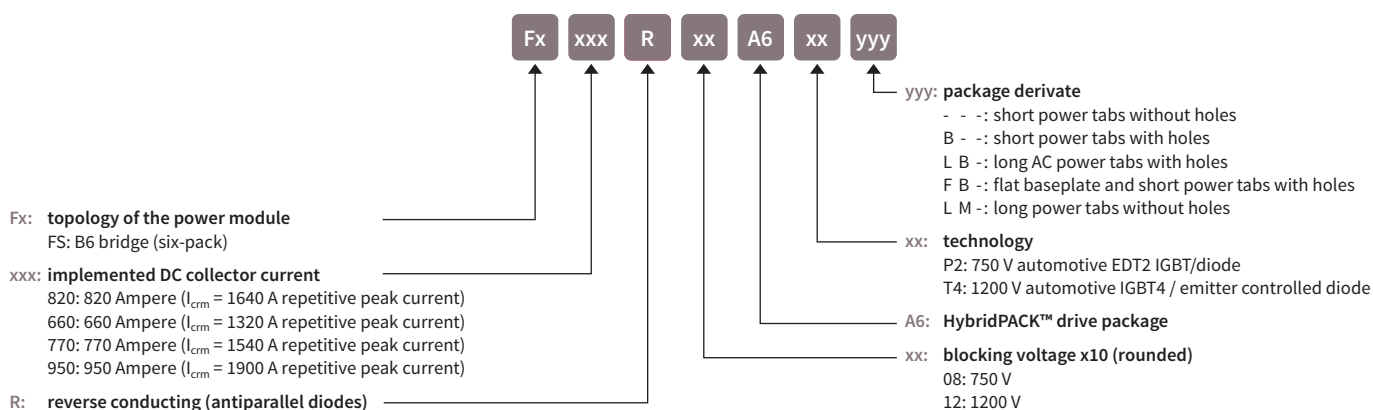 Fx xxx R xx A6 xx yyy
yyy: package derivate
- - -: short power tabs without holes
B - -: short power tabs with holes
L B -: long AC power tabs with holes
F B -: flat baseplate and short power tabs with holes
L M -: long power tabs without holes
Fx: topology of the power module
FS: B6 bridge (six-pack)
xxx: implemented DC collector current
820: 820 Ampere (Icrm = 1640 A repetitive peak current)
660: 660 Ampere (Icrm = 1320 A repetitive peak current)
770: 770 Ampere (Icrm = 1540 A repetitive peak current)
950: 950 Ampere (Icrm = 1900 A repetitive peak current)
R: reverse conducting (antiparallel diodes)
xx: technology
P2: 750 V automotive EDT2 IGBT/diode
T4: 1200 V automotive IGBT4 / emitter controlled diode
A6: HybridPACK™ drive package
xx: blocking voltage x10 (rounded)
08: 750 V
12: 1200 V